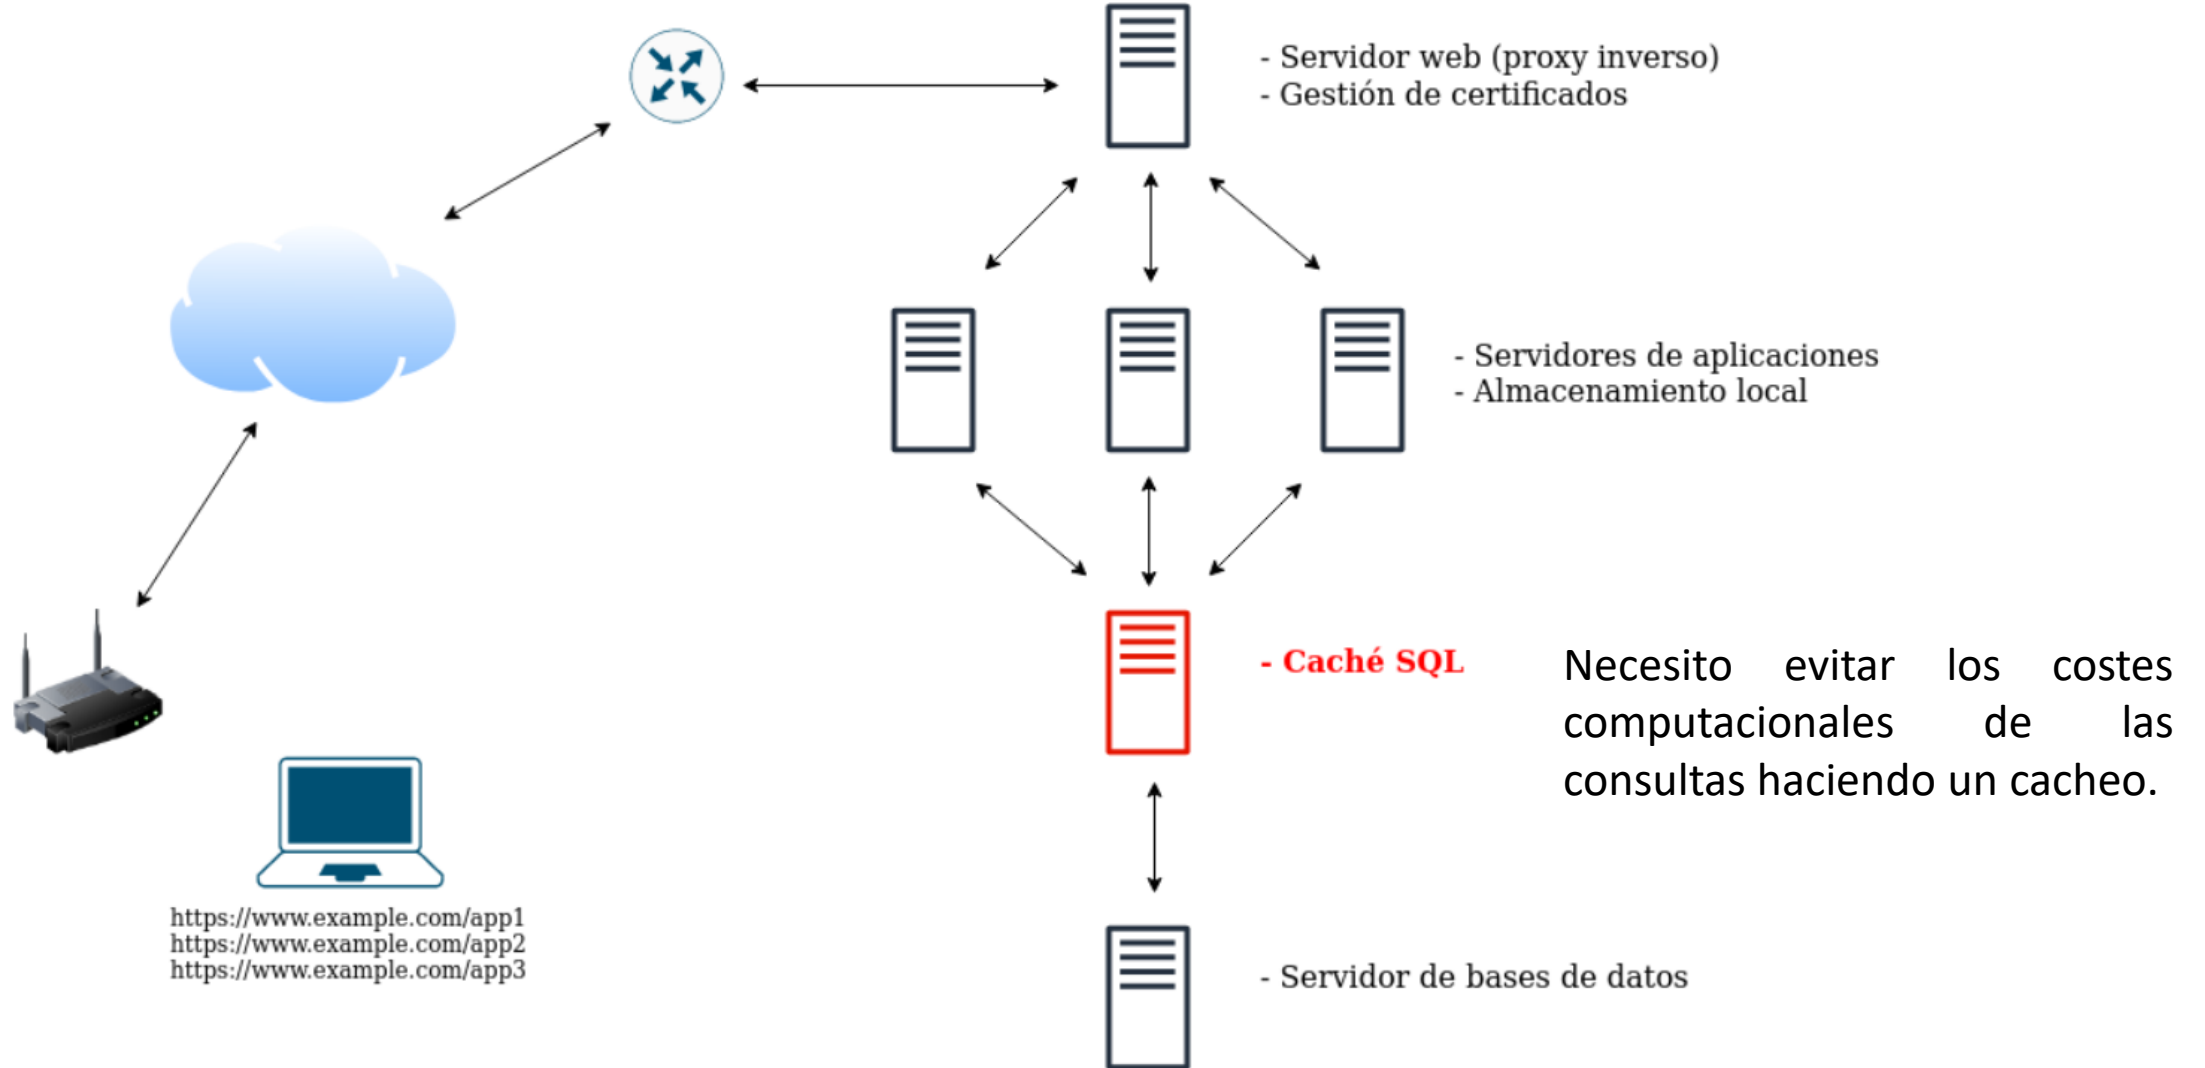 - Servidor web (proxy inverso)
- Gestión de certificados
- Servidores de aplicaciones
- Almacenamiento local
- Caché SQL
Necesito evitar los costes
computacionales de las
consultas haciendo un cacheo.
https://www.example.com/app1
https://www.example.com/app2
https://www.example.com/app3
- Servidor de bases de datos